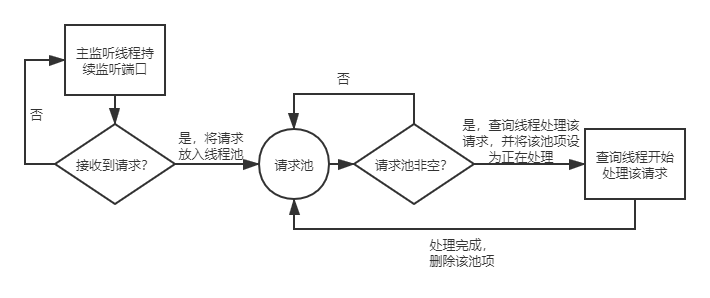 主监听线程持
续监听端口
否
接收到请求?
是，将请求
放入线程池
请求池
否
请求池非空?
是，查询线程处理该
请求，并将该池项设
为正在处理
查询线程开始
处理该请求
处理完成，
删除该池项